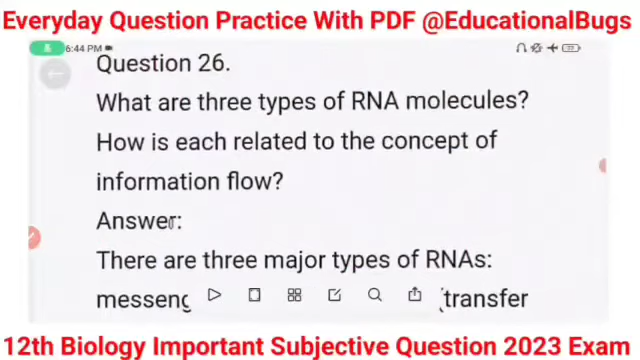 Everyday Question Practice With PDF @EducationalBugs
6:44 PM
Question 26.
What are three types of RNA molecules?
How is each related to the concept of
information flow?
Answer:
There are three major types of RNAs:
messeng (transfer
12th Biology Important Subjective Question 2023 Exam